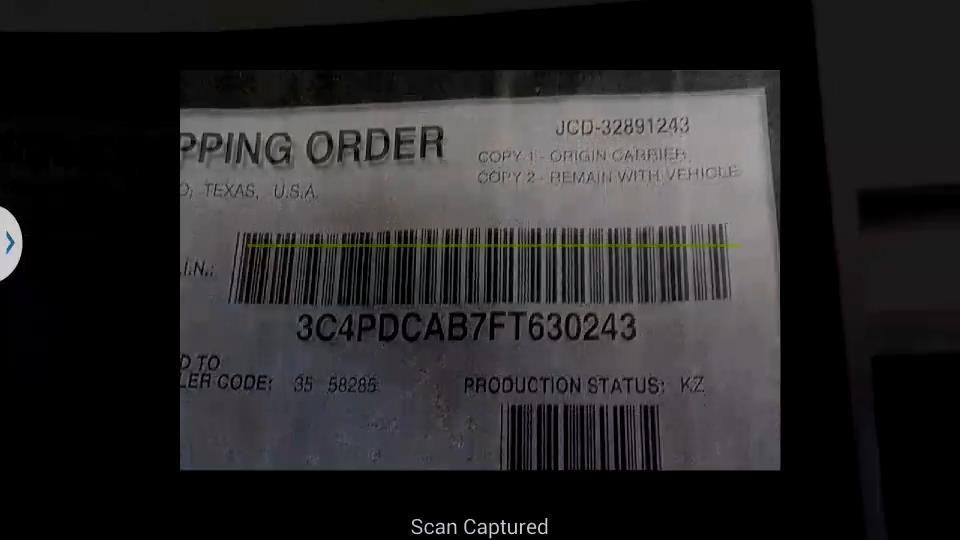 PPING ORDER
JCD-32891243
COPY 1 - ORIGIN CARRIER
COPY 2 - REMAIN WITH VEHICLE
O, TEXAS, U.S.A.
.I.N.:
3C4PDCAB7FT630243
D TO
LER CODE: 35 58285
PRODUCTION STATUS: KZ
Scan Captured